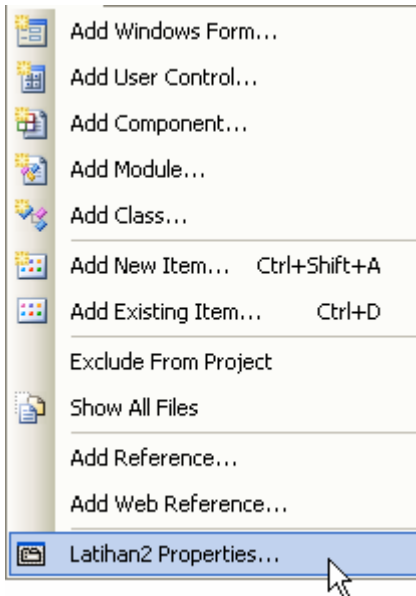 Add Windows Form...
Add User Control...
Add Component...
Add Module...
Add Class...
Add New Item... Ctrl+Shift+A
Add Existing Item... Ctrl+D
Exclude From Project
Show All Files
Add Reference...
Add Web Reference...
Latihan2 Properties...